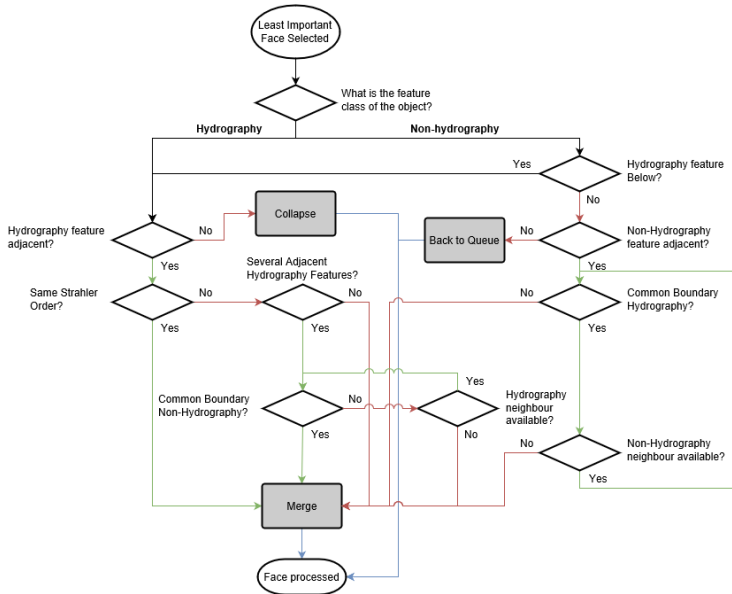 Least Important
Face Selected
What is the feature
class of the object?
Hydrography
Non-hydrography
Yes
Hydrography feature
Below?
No
Hydrography feature
adjacent?
No
Collapse
Back to Queue
No
Non-Hydrography
feature adjacent?
Yes
Several Adjacent
Hydrography Features?
Yes
Same Strahler
Order?
No
No
No
Common Boundary
Hydrography?
Yes
Yes
Yes
Yes
Common Boundary
Non-Hydrography?
No
Hydrography
neighbour
available?
Yes
No
No
Non-Hydrography
neighbour available?
Yes
Merge
Face processed